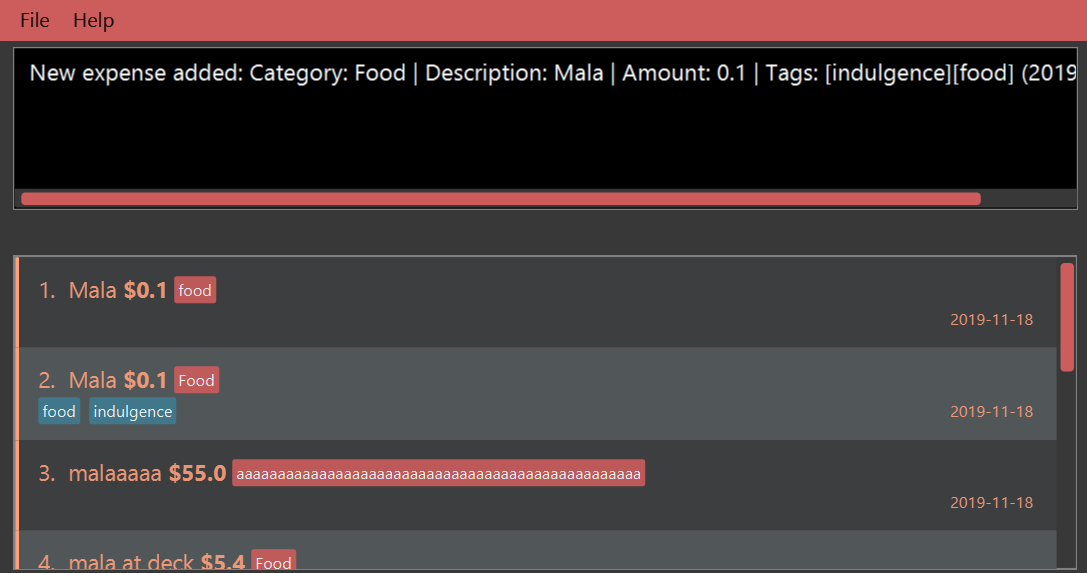 File Help
New expense added: Category: Food | Description: Mala | Amount: 0.1 | Tags: [indulgence][food] (2019
1. Mala $0.1 food
2019-11-18
2. Mala $0.1 Food
food indulgence 2019-11-18
3. malaaaaa $55.0 aaaaaaaaaaaaaaaaaaaaaaaaaaaaaaaaaaaaaaaaaaaaaaaaaa
2019-11-18
4. mala at deck $5.4 Food